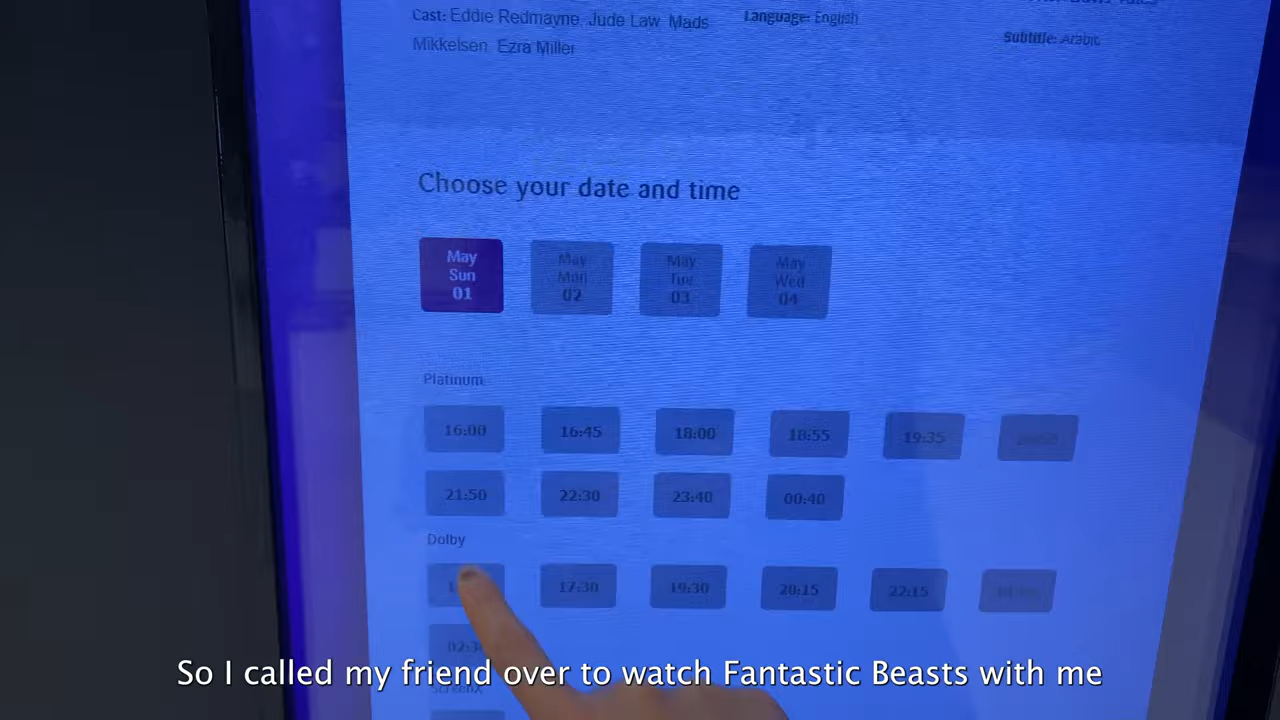 Cast: Eddie Redmayne, Jude Law, Mads
Mikkelsen, Ezra Miller
Language: English
Subtitle: Arabic
Choose your date and time
May
Sun
01
May
Mon
02
May
Tue
03
May
Wed
04
Platinum
16:00
16:45
18:00
18:55
19:35
21:50
22:30
23:40
00:40
Dolby
17:30
19:30
20:15
22:15
ScreenX
So I called my friend over to watch Fantastic Beasts with me